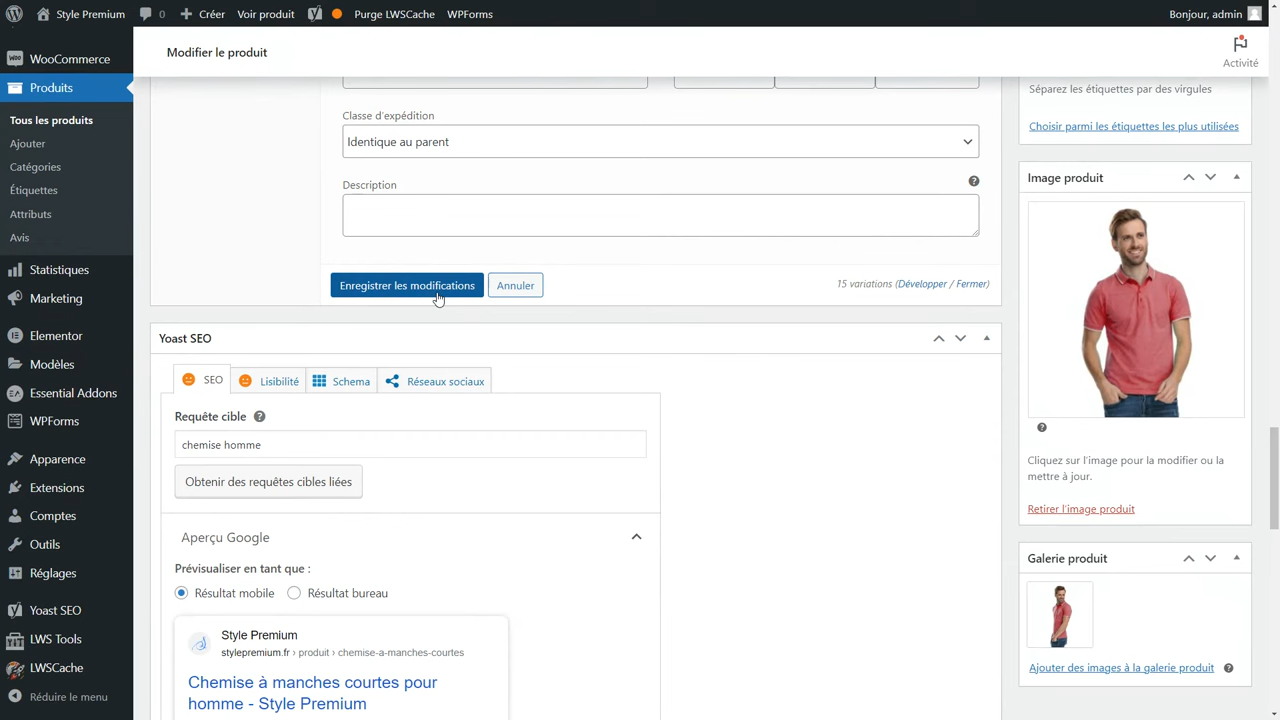 Style Premium
0
Créer
Voir produit
Purge LWSCache
WPForms
Bonjour, admin
WooCommerce
Produits
Tous les produits
Ajouter
Catégories
Étiquettes
Attributs
Avis
Statistiques
Marketing
Elementor
Modèles
Essential Addons
WPForms
Apparence
Extensions
Comptes
Outils
Réglages
Yoast SEO
LWS Tools
LWSCache
Réduire le menu
Modifier le produit
Activité
Classe d'expédition
Identique au parent
Description
Enregistrer les modifications
Annuler
15 variations (Développer / Fermer)
Yoast SEO
SEO
Lisibilité
Schema
Réseaux sociaux
Requête cible
chemise homme
Obtenir des requêtes cibles liées
Aperçu Google
Prévisualiser en tant que :
Résultat mobile
Résultat bureau
Style Premium
stylepremium.fr › produit › chemise-a-manches-courtes
Chemise à manches courtes pour
homme - Style Premium
Séparez les étiquettes par des virgules
Choisir parmi les étiquettes les plus utilisées
Image produit
Cliquez sur l'image pour la modifier ou la
mettre à jour.
Retirer l'image produit
Galerie produit
Ajouter des images à la galerie produit